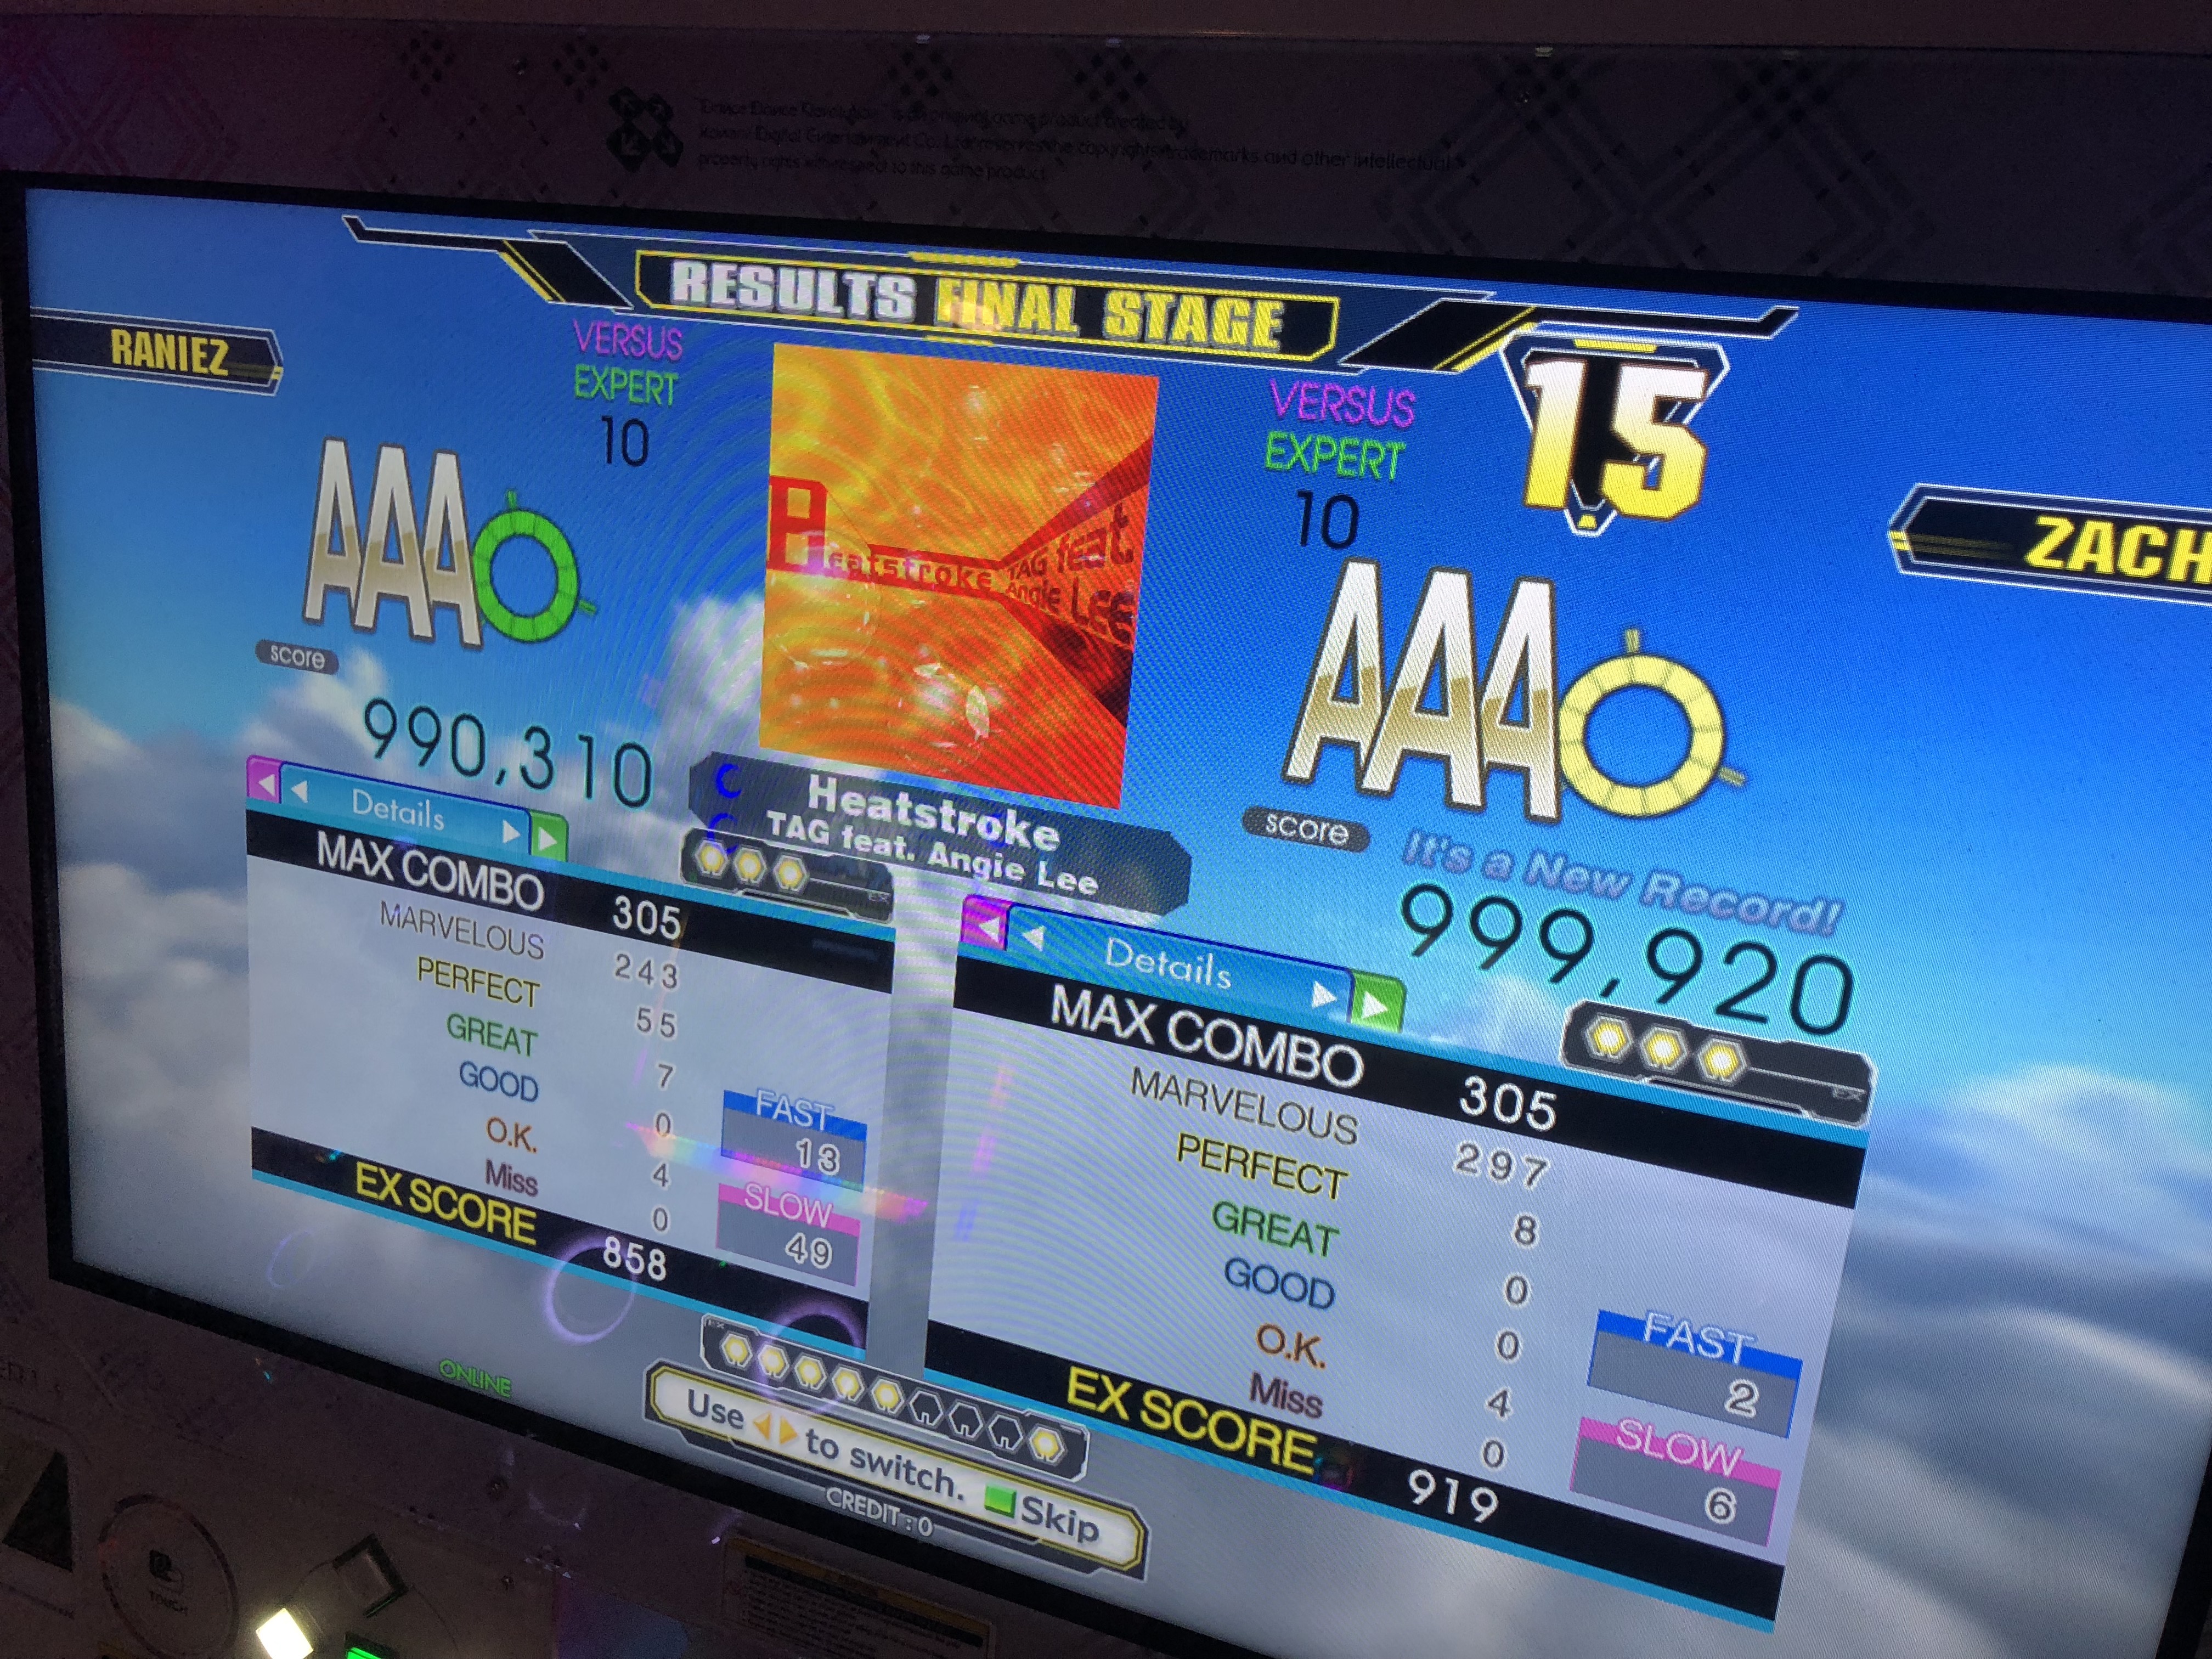 "Dance Dance Revolution" is an original game product created by
Konami Digital Entertainment Co., Ltd. reserves the copyrights, trademarks and other intellectual
property rights with respect to this game product.
RESULTS FINAL STAGE
RANIEZ
VERSUS
EXPERT
10
AAA
score
990,310
Details
MAX COMBO 305
MARVELOUS 243
PERFECT 55
GREAT 7
GOOD 0
O.K. 4
Miss 0
EX SCORE 858
FAST
13
SLOW
49
Heatstroke TAG feat.
Angie Lee
Heatstroke
TAG feat. Angie Lee
EX
15
VERSUS
EXPERT
10
ZACH
AAA
score
It's a New Record!
999,920
EX
Details
MAX COMBO 305
MARVELOUS 297
PERFECT 8
GREAT 0
GOOD 0
O.K. 4
Miss 0
EX SCORE 919
FAST
2
SLOW
6
EX
ONLINE
Use to switch. Skip
CREDIT : 0
TOUCH